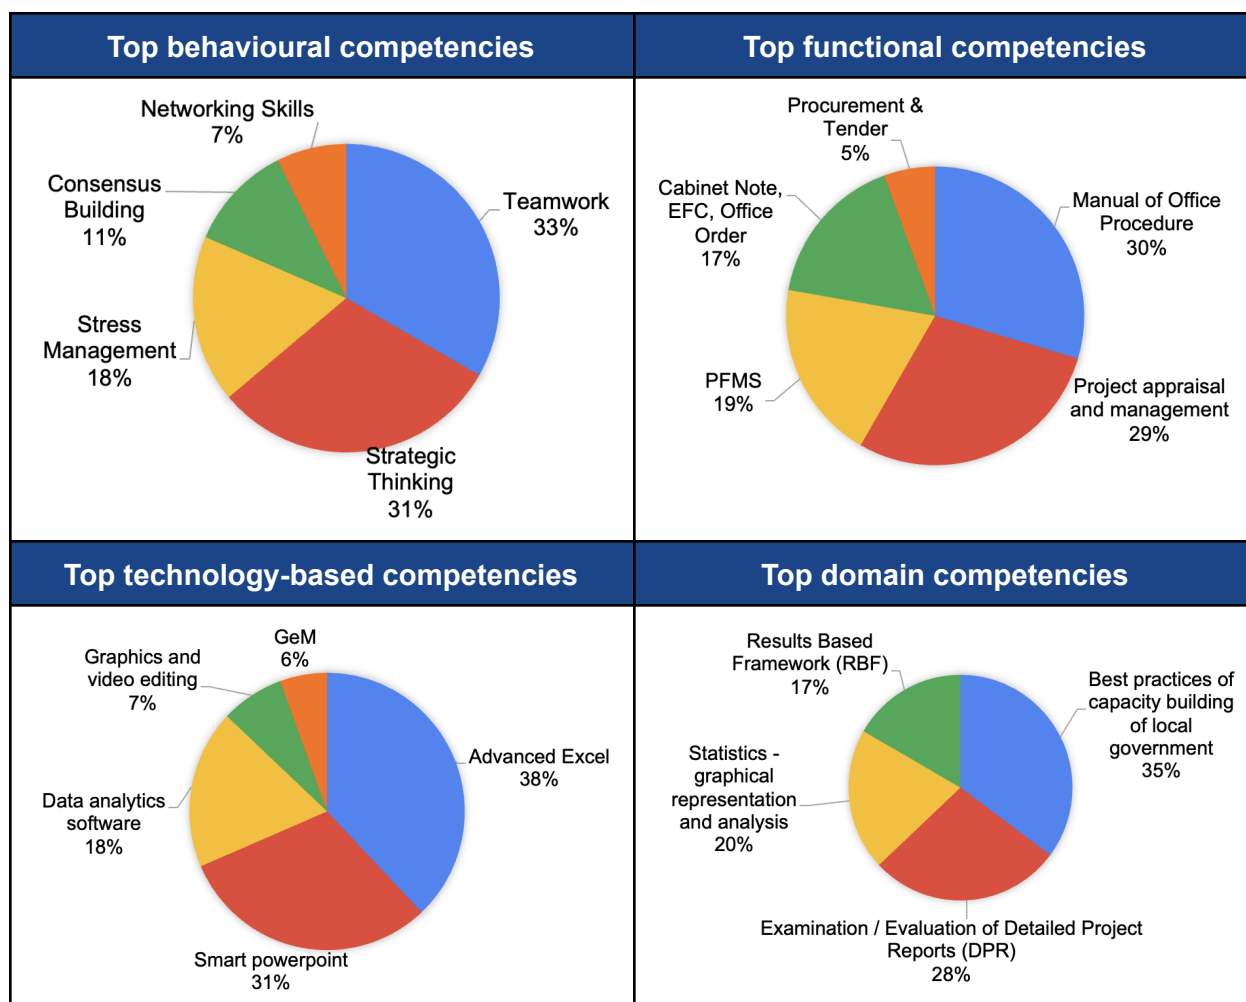 Top behavioural competencies
Networking Skills
7%
Teamwork
33%
Consensus
Building
11%
Stress
Management
18%
Strategic
Thinking
31%
Top functional competencies
Procurement &
Tender
5%
Cabinet Note,
EFC, Office
Order
17%
Manual of Office
Procedure
30%
PFMS
19%
Project appraisal
and management
29%
Top technology-based competencies
GeM
6%
Graphics and
video editing
7%
Advanced Excel
38%
Data analytics
software
18%
Smart powerpoint
31%
Top domain competencies
Results Based
Framework (RBF)
17%
Best practices of
capacity building
of local
government
35%
Statistics -
graphical
representation
and analysis
20%
Examination / Evaluation of Detailed Project
Reports (DPR)
28%